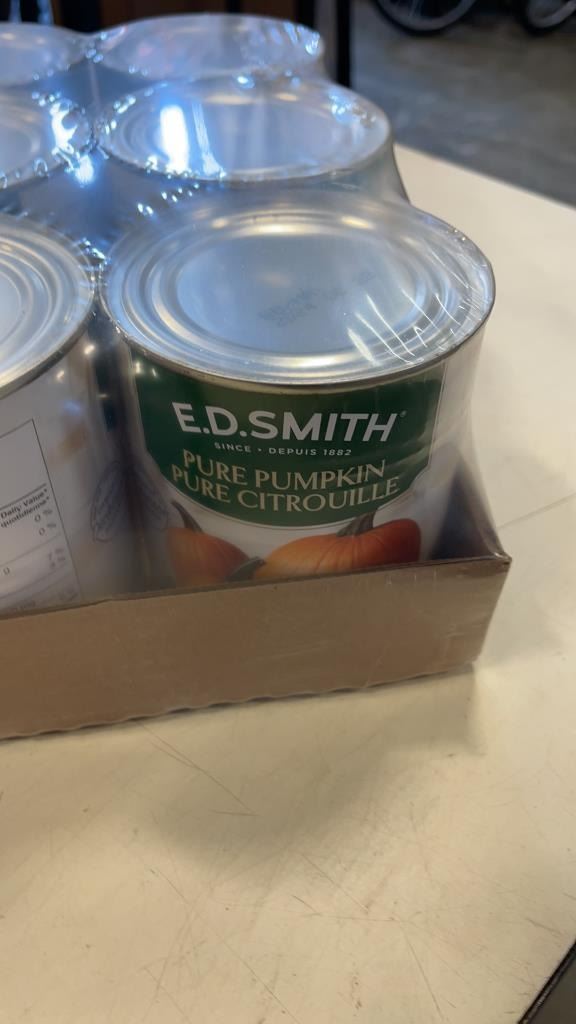 E.D.SMITH®
SINCE • DEPUIS 1882
PURE PUMPKIN
PURE CITROUILLE
Daily Value*
quotidienne*
0 %
0 %
g